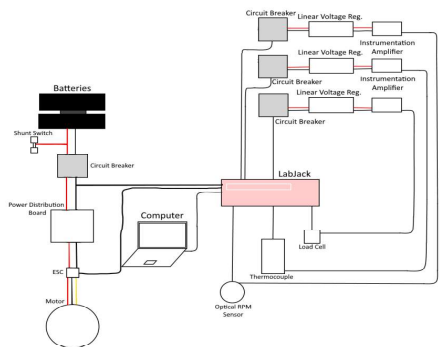 Circuit Breaker
Linear Voltage Reg.
Instrumentation
Amplifier
Linear Voltage Reg.
Circuit Breaker
Instrumentation
Amplifier
Linear Voltage Reg.
Circuit Breaker
Batteries
Shunt Switch
Circuit Breaker
LabJack
Power Distribution
Board
Computer
Load Cell
ESC
Thermocouple
Motor
Optical RPM
Sensor